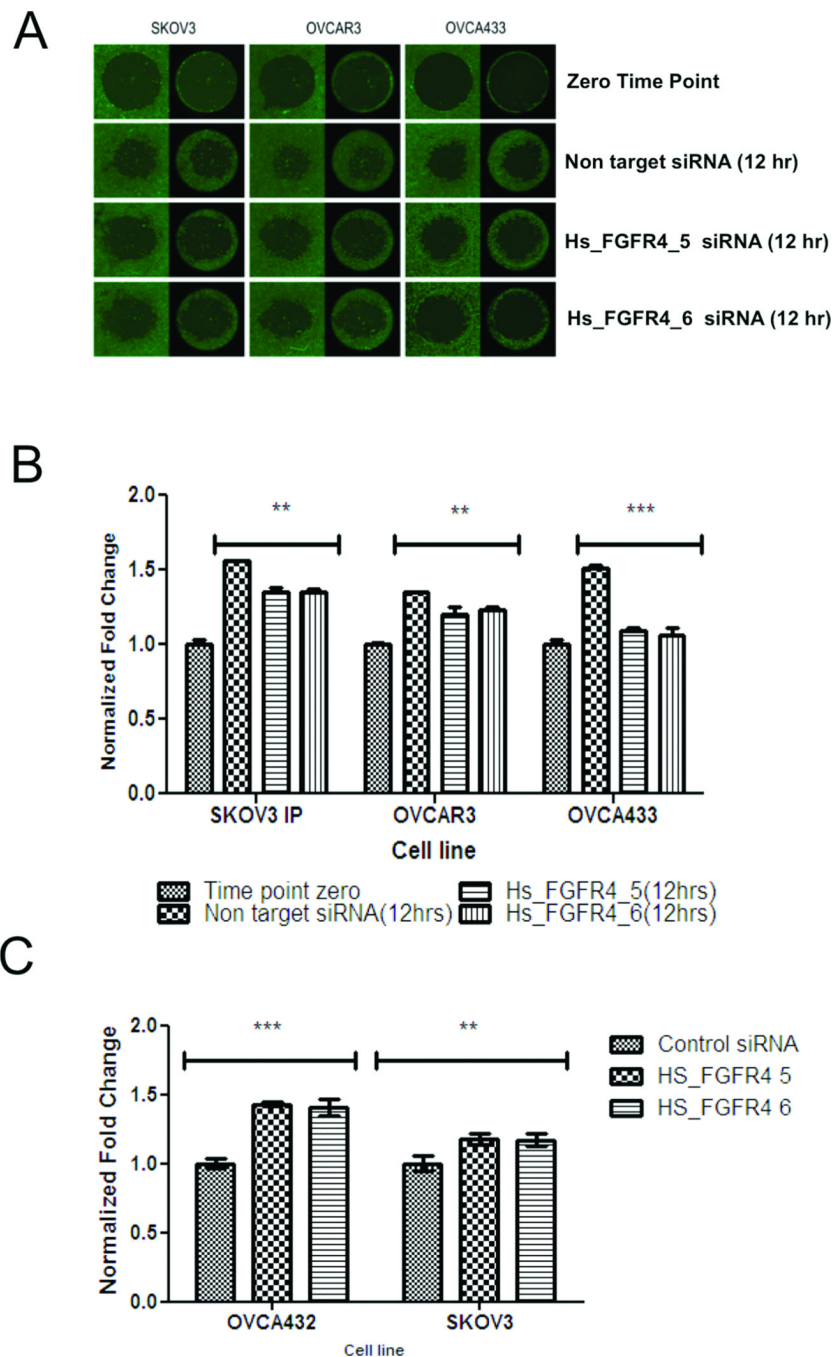 A
SKOV3 OVCAR3 OVCA433
Zero Time Point
Non target siRNA (12 hr)
Hs_FGFR4_5 siRNA (12 hr)
Hs_FGFR4_6 siRNA (12 hr)
B
Normalized Fold Change
2.0
1.5
1.0
0.5
0.0
** ** ***
SKOV3 IP OVCAR3 OVCA433
Cell line
Time point zero
Non target siRNA(12hrs)
Hs_FGFR4_5(12hrs)
Hs_FGFR4_6(12hrs)
C
Normalized Fold Change
2.0
1.5
1.0
0.5
0.0
*** **
OVCA432 SKOV3
Cell line
Control siRNA
HS_FGFR4 5
HS_FGFR4 6